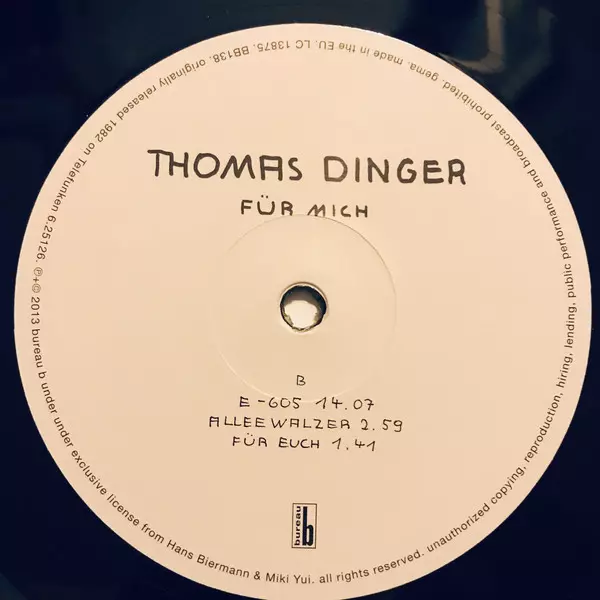 THOMAS DINGER
FÜR MICH
B
E-605 14.07
ALLEEWALZER 2.59
FÜR EUCH 1.41
bureau b
℗+© 2013 bureau b under under exclusive license from Hans Biermann & Miki Yui. all rights reserved. unauthorized copying, reproduction, hiring, lending, public performance and broadcast prohibited. gema. made in the EU. LC 13875. BB138. originally released 1982 on Telefunken 6.25126.